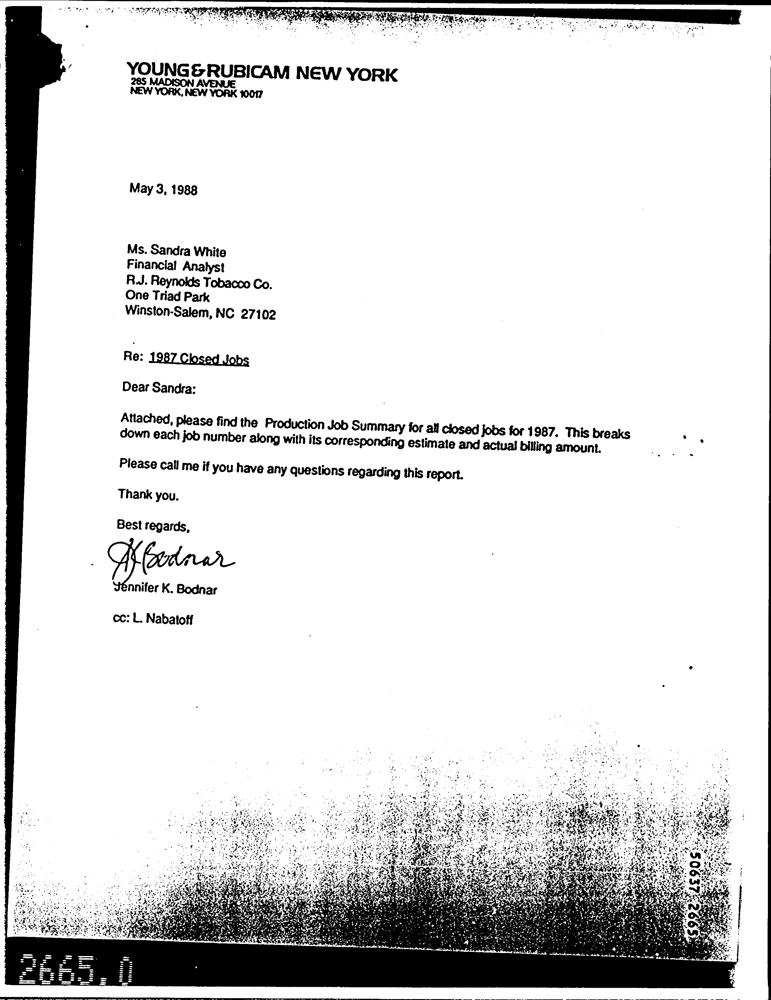 YOUNG & RUBICAM NEW YORK
285 MADISON AVENUE
NEW YORK, NEW YORK 10017
May 3, 1988
Ms. Sandra White
Financial Analyst
R.J. Reynolds Tobacco Co.
One Triad Park
Winston-Salem, NC 27102
Re: 1987 Closed Jobs
Dear Sandra:
Attached, please find the Production Job Summary for all closed jobs for 1987. This breaks
down each job number along with its corresponding estimate and actual billing amount.
Please call me if you have any questions regarding this report.
Thank you.
Best regards,
JKBodnar
Jennifer K. Bodnar
cc: L. Nabatoff
50637 2665
2665.0